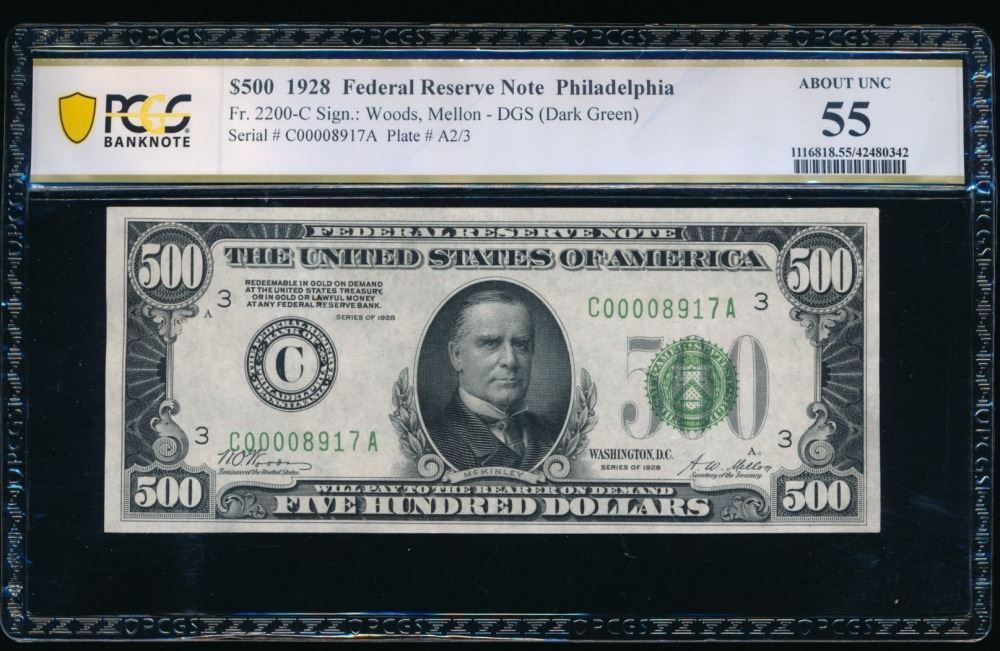 PCGS BANKNOTE
$500 1928 Federal Reserve Note Philadelphia
Fr. 2200-C Sign.: Woods, Mellon - DGS (Dark Green)
Serial # C00008917A Plate # A2/3
ABOUT UNC
55
1116818.55/42480342
FEDERAL RESERVE NOTE
500
THE UNITED STATES OF AMERICA
500
REDEEMABLE IN GOLD ON DEMAND
AT THE UNITED STATES TREASURY,
OR IN GOLD OR LAWFUL MONEY
AT ANY FEDERAL RESERVE BANK.
SERIES OF 1928
3
A
C00008917A 3
C
500
3
C00008917A
3
WASHINGTON, D.C.
SERIES OF 1928
Treasurer of the United States
A. W. Mellon
Secretary of the Treasury
McKINLEY
WILL PAY TO THE BEARER ON DEMAND
500
FIVE HUNDRED DOLLARS
500